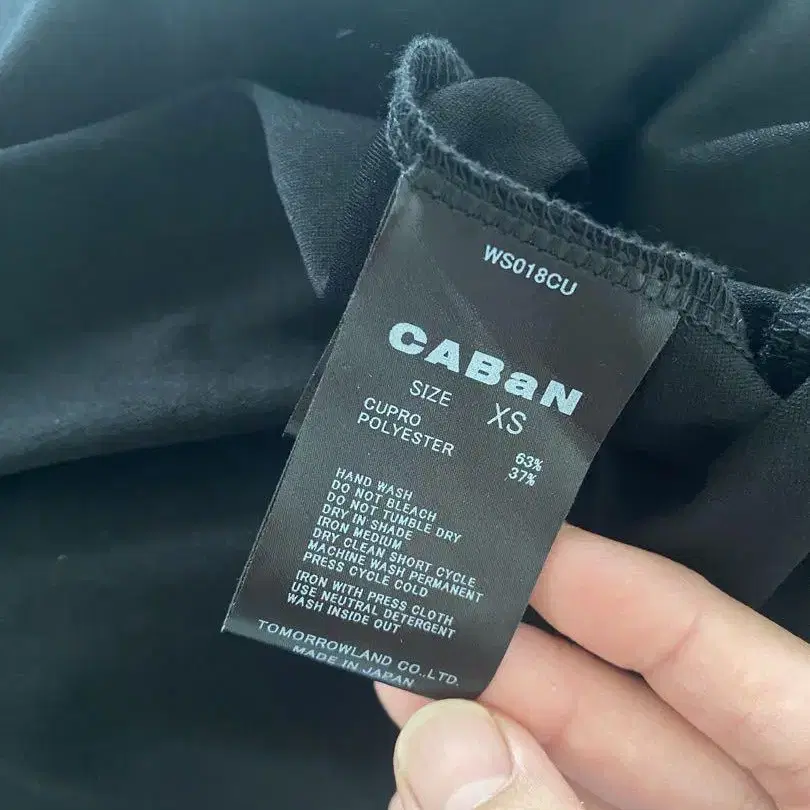 WS018CU
CABaN
SIZE XS
CUPRO 63%
POLYESTER 37%
HAND WASH
DO NOT BLEACH
DO NOT TUMBLE DRY
DRY IN SHADE
IRON MEDIUM
DRY CLEAN SHORT CYCLE
MACHINE WASH PERMANENT
PRESS CYCLE COLD
IRON WITH PRESS CLOTH
USE NEUTRAL DETERGENT
WASH INSIDE OUT
TOMORROWLAND CO.,LTD.
MADE IN JAPAN